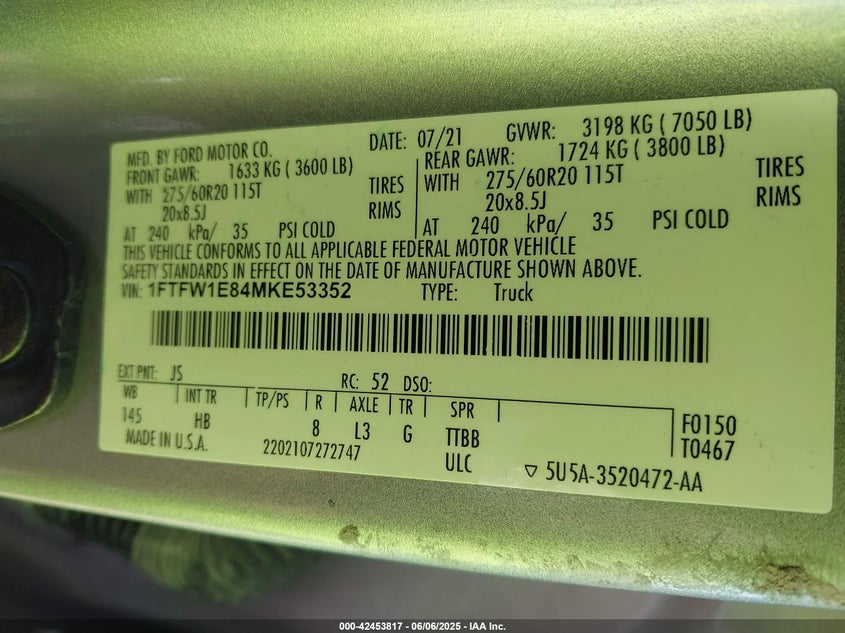 MFD. BY FORD MOTOR CO. DATE: 07/21 GVWR: 3198 KG ( 7050 LB)
FRONT GAWR: 1633 KG ( 3600 LB) REAR GAWR: 1724 KG ( 3800 LB)
WITH 275/60R20 115T TIRES WITH 275/60R20 115T TIRES
20x8.5J RIMS 20x8.5J RIMS
AT 240 kPa/ 35 PSI COLD AT 240 kPa/ 35 PSI COLD
THIS VEHICLE CONFORMS TO ALL APPLICABLE FEDERAL MOTOR VEHICLE
SAFETY STANDARDS IN EFFECT ON THE DATE OF MANUFACTURE SHOWN ABOVE.
VIN: 1FTFW1E84MKE53352 TYPE: Truck
EXT PNT: JS RC: 52 DSO:
WB INT TR TP/PS R AXLE TR SPR F0150
145 HB 8 L3 G TTBB T0467
MADE IN U.S.A. 2202107272747 ULC ▽ 5U5A-3520472-AA
000-42453817 - 06/06/2025 - IAA Inc.